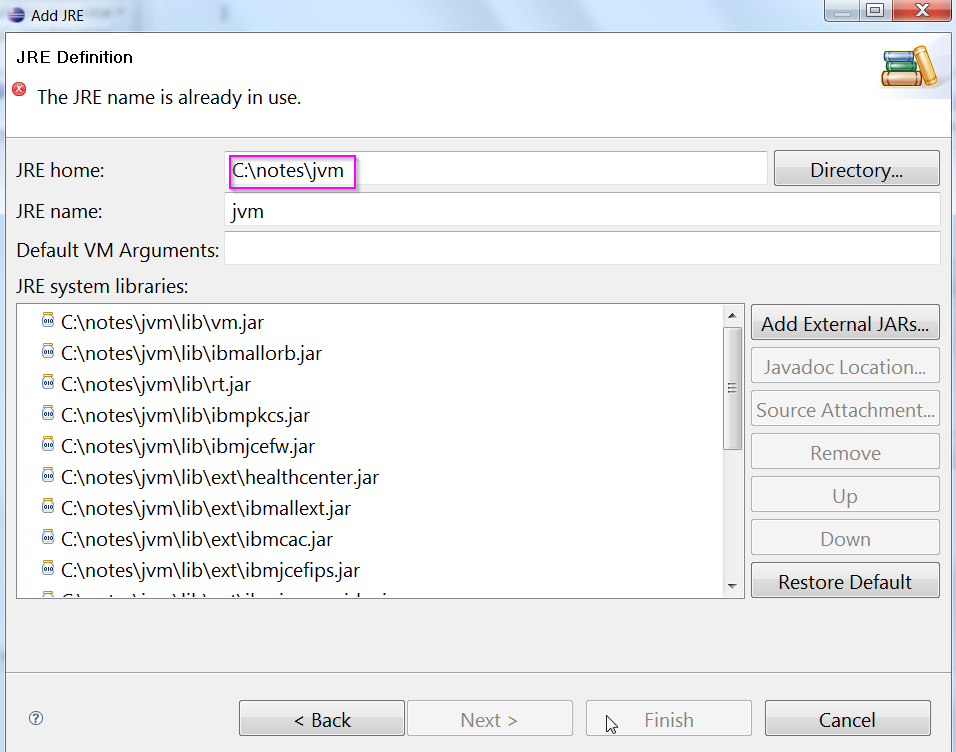 Add JRE
JRE Definition
The JRE name is already in use.
JRE home: C:\notes\jvm Directory...
JRE name: jvm
Default VM Arguments:
JRE system libraries:
C:\notes\jvm\lib\vm.jar
C:\notes\jvm\lib\ibmallorb.jar
C:\notes\jvm\lib\rt.jar
C:\notes\jvm\lib\ibmpkcs.jar
C:\notes\jvm\lib\ibmjcefw.jar
C:\notes\jvm\lib\ext\healthcenter.jar
C:\notes\jvm\lib\ext\ibmallext.jar
C:\notes\jvm\lib\ext\ibmcac.jar
C:\notes\jvm\lib\ext\ibmjcefips.jar
Add External JARs...
Javadoc Location...
Source Attachment...
Remove
Up
Down
Restore Default
< Back Next > Finish Cancel